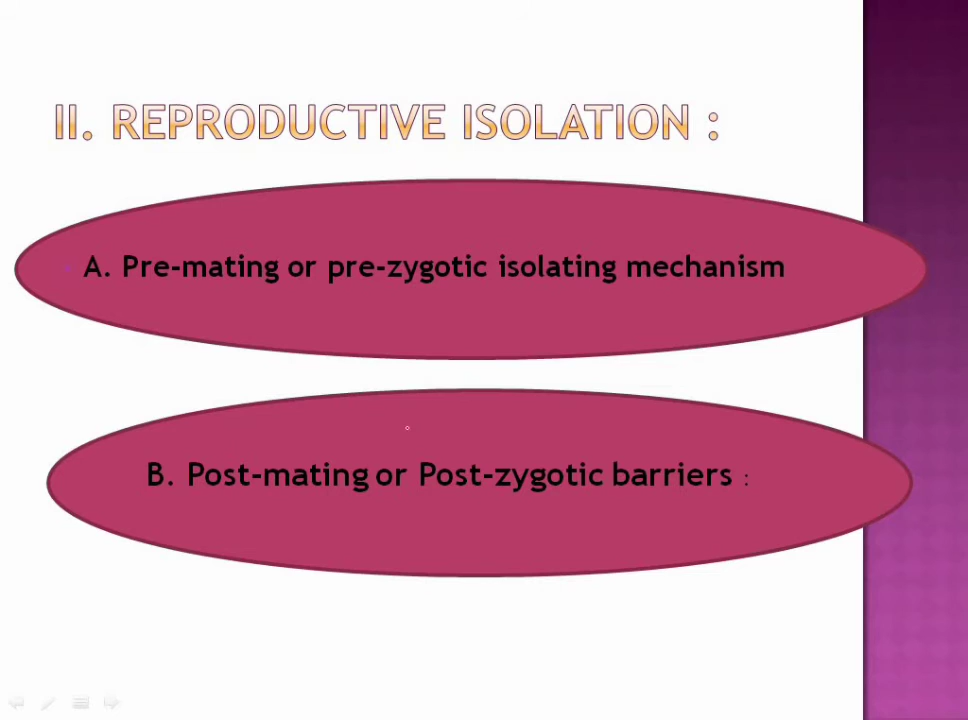 II. REPRODUCTIVE ISOLATION :
A. Pre-mating or pre-zygotic isolating mechanism
B. Post-mating or Post-zygotic barriers :